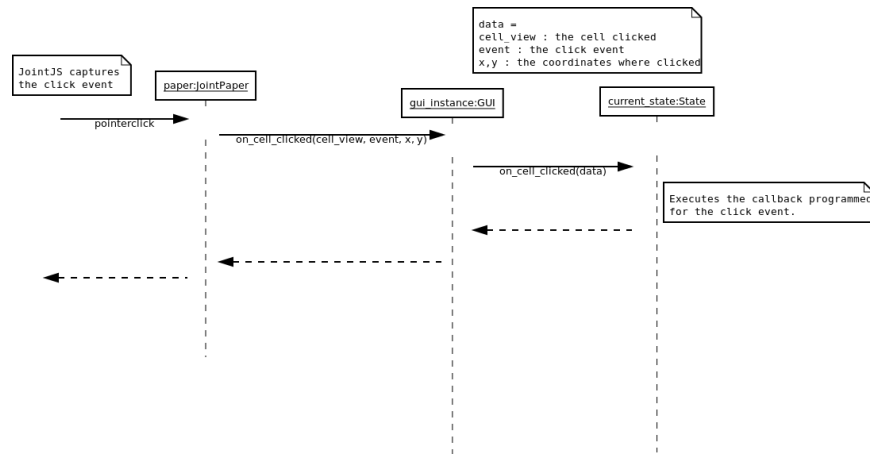 data =
cell_view : the cell clicked
event : the click event
x,y : the coordinates where clicked
JointJS captures
the click event
paper:JointPaper
gui_instance:GUI
current_state:State
pointerclick
on_cell_clicked(cell_view, event, x, y)
on_cell_clicked(data)
Executes the callback programmed
for the click event.